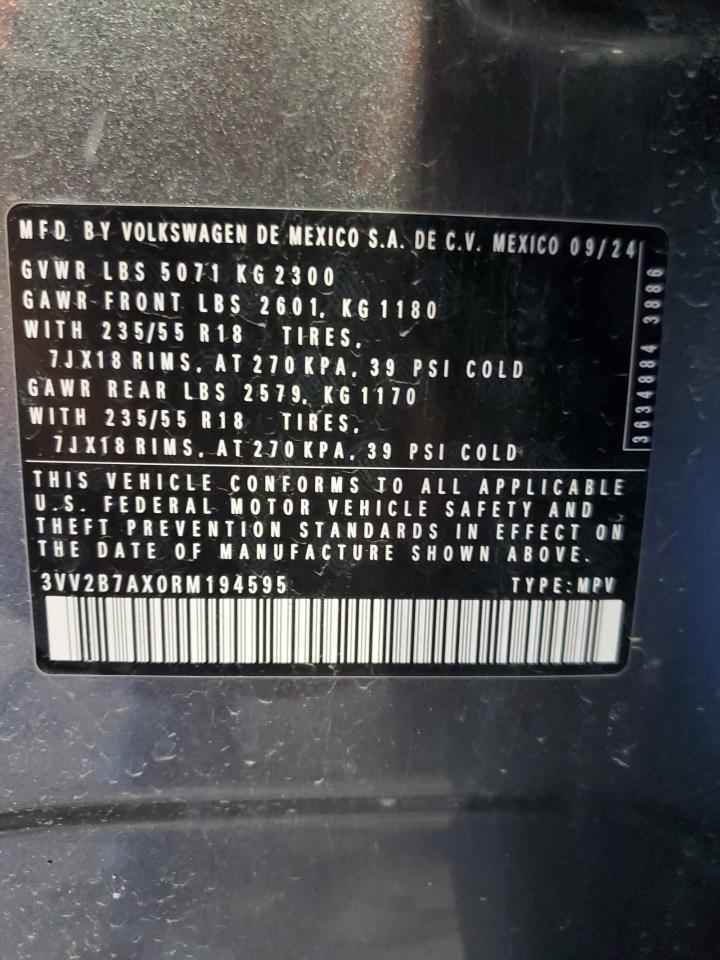 MFD. BY VOLKSWAGEN DE MEXICO S.A. DE C.V. MEXICO 09/24
GVWR LBS 5071 KG 2300
GAWR FRONT LBS 2601, KG 1180
WITH 235/55 R18 TIRES,
7JX18 RIMS, AT 270 KPA, 39 PSI COLD
GAWR REAR LBS 2579, KG 1170
WITH 235/55 R18 TIRES,
7JX18 RIMS, AT 270 KPA, 39 PSI COLD
3634884 3886
THIS VEHICLE CONFORMS TO ALL APPLICABLE
U.S. FEDERAL MOTOR VEHICLE SAFETY AND
THEFT PREVENTION STANDARDS IN EFFECT ON
THE DATE OF MANUFACTURE SHOWN ABOVE.
3VV2B7AX0RM194595 TYPE: MPV